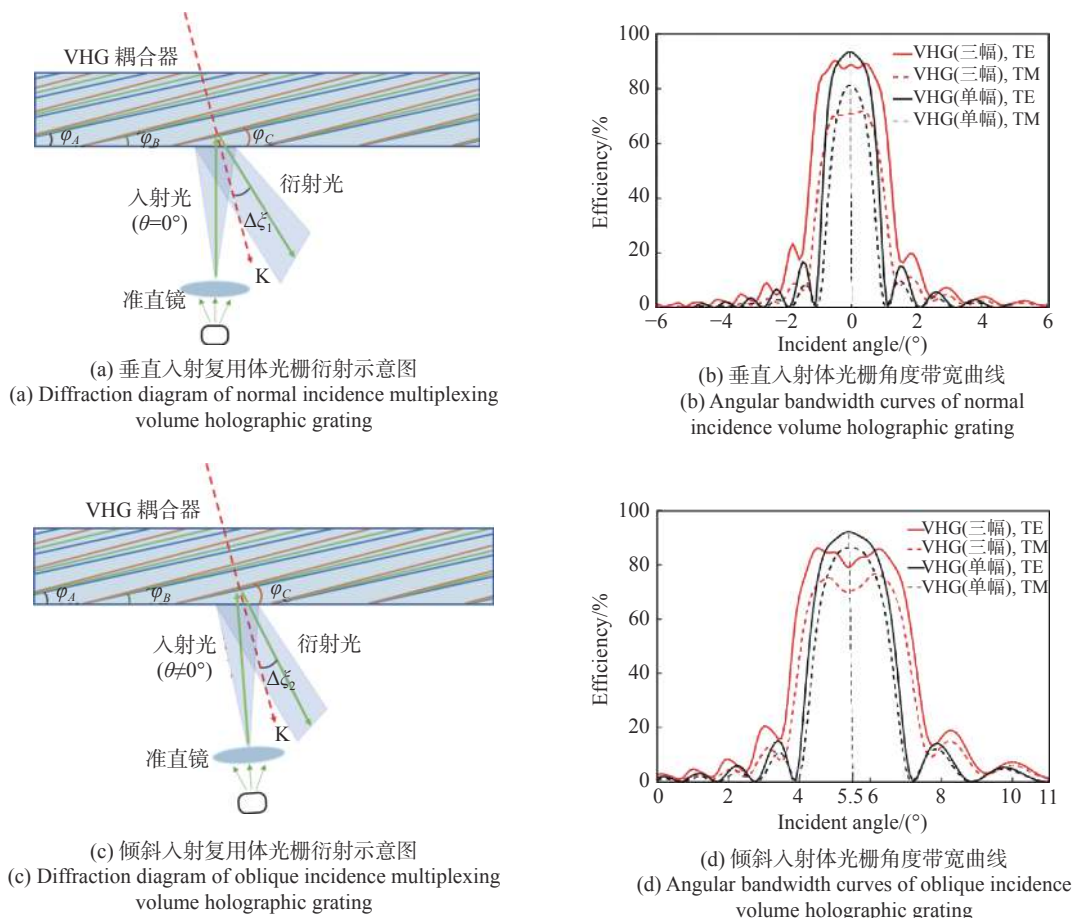 VHG 耦合器
φA
φB
φC
入射光
(θ=0°)
衍射光
Δξ1
K
准直镜
(a) 垂直入射复用体光栅衍射示意图
(a) Diffraction diagram of normal incidence multiplexing
volume holographic grating
100
80
60
40
20
0
Efficiency/%
VHG(三幅), TE
VHG(三幅), TM
VHG(单幅), TE
VHG(单幅), TM
−6
−4
−2
0
2
4
6
Incident angle/(°)
(b) 垂直入射体光栅角度带宽曲线
(b) Angular bandwidth curves of normal
incidence volume holographic grating
VHG 耦合器
φA
φB
φC
入射光
(θ≠0°)
衍射光
Δξ2
K
准直镜
(c) 倾斜入射复用体光栅衍射示意图
(c) Diffraction diagram of oblique incidence multiplexing
volume holographic grating
100
80
60
40
20
0
Efficiency/%
VHG(三幅), TE
VHG(三幅), TM
VHG(单幅), TE
VHG(单幅), TM
0
2
4
5.5
6
8
10
11
Incident angle/(°)
(d) 倾斜入射体光栅角度带宽曲线
(d) Angular bandwidth curves of oblique incidence
volume holographic grating